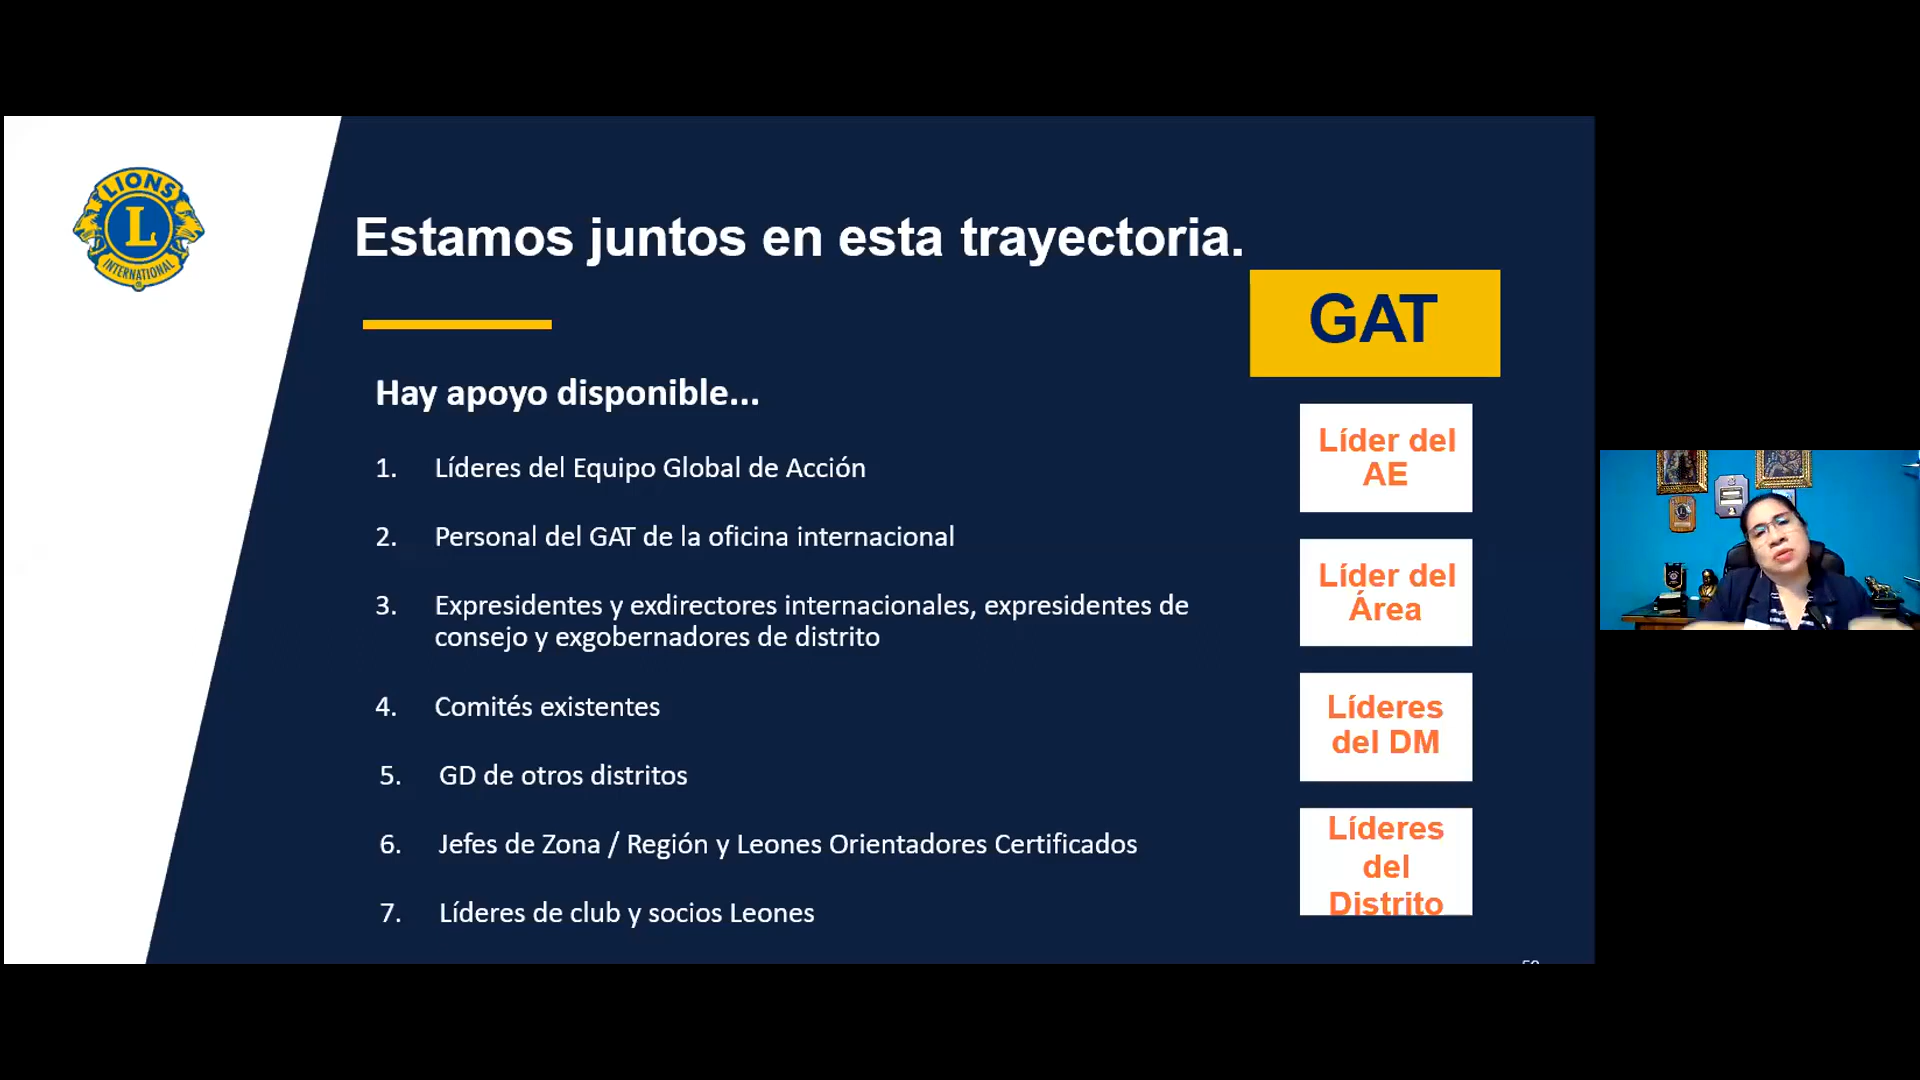 LIONS
L
INTERNATIONAL
Estamos juntos en esta trayectoria.
GAT
Hay apoyo disponible...
1. Líderes del Equipo Global de Acción
2. Personal del GAT de la oficina internacional
3. Expresidentes y exdirectores internacionales, expresidentes de
consejo y exgobernadores de distrito
4. Comités existentes
5. GD de otros distritos
6. Jefes de Zona / Región y Leones Orientadores Certificados
7. Líderes de club y socios Leones
Líder del
AE
Líder del
Área
Líderes
del DM
Líderes
del
Distrito